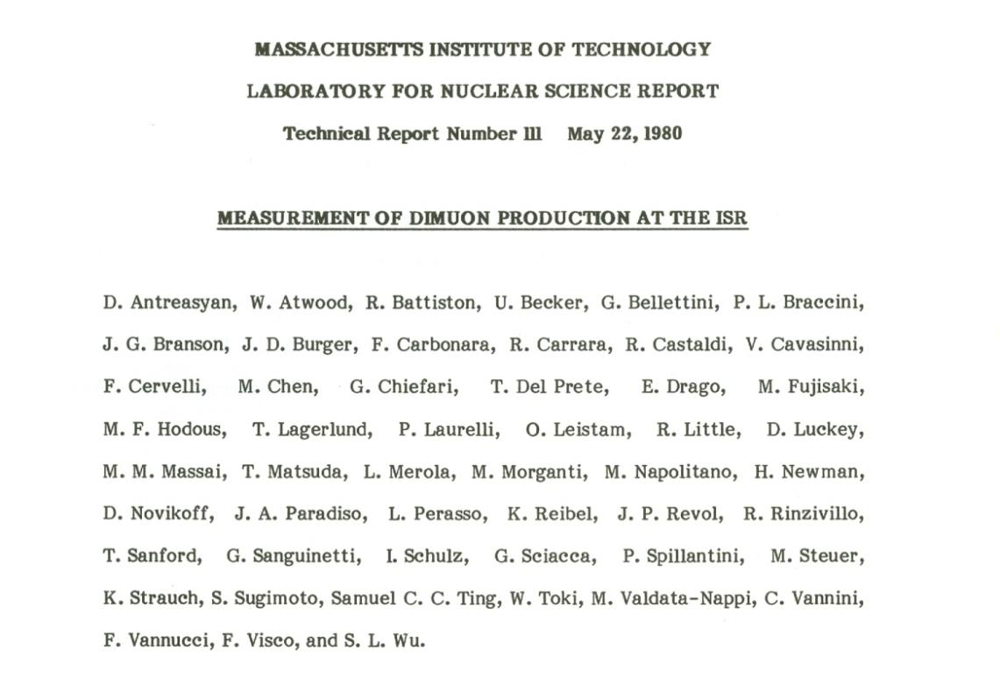 MASSACHUSETTS INSTITUTE OF TECHNOLOGY
LABORATORY FOR NUCLEAR SCIENCE REPORT
Technical Report Number 111 May 22, 1980
MEASUREMENT OF DIMUON PRODUCTION AT THE ISR
D. Antreasyan, W. Atwood, R. Battiston, U. Becker, G. Bellettini, P. L. Braccini,
J. G. Branson, J. D. Burger, F. Carbonara, R. Carrara, R. Castaldi, V. Cavasinni,
F. Cervelli, M. Chen, G. Chiefari, T. Del Prete, E. Drago, M. Fujisaki,
M. F. Hodous, T. Lagerlund, P. Laurelli, O. Leistam, R. Little, D. Luckey,
M. M. Massai, T. Matsuda, L. Merola, M. Morganti, M. Napolitano, H. Newman,
D. Novikoff, J. A. Paradiso, L. Perasso, K. Reibel, J. P. Revol, R. Rinzivillo,
T. Sanford, G. Sanguinetti, I. Schulz, G. Sciacca, P. Spillantini, M. Steuer,
K. Strauch, S. Sugimoto, Samuel C. C. Ting, W. Toki, M. Valdata-Nappi, C. Vannini,
F. Vannucci, F. Visco, and S. L. Wu.